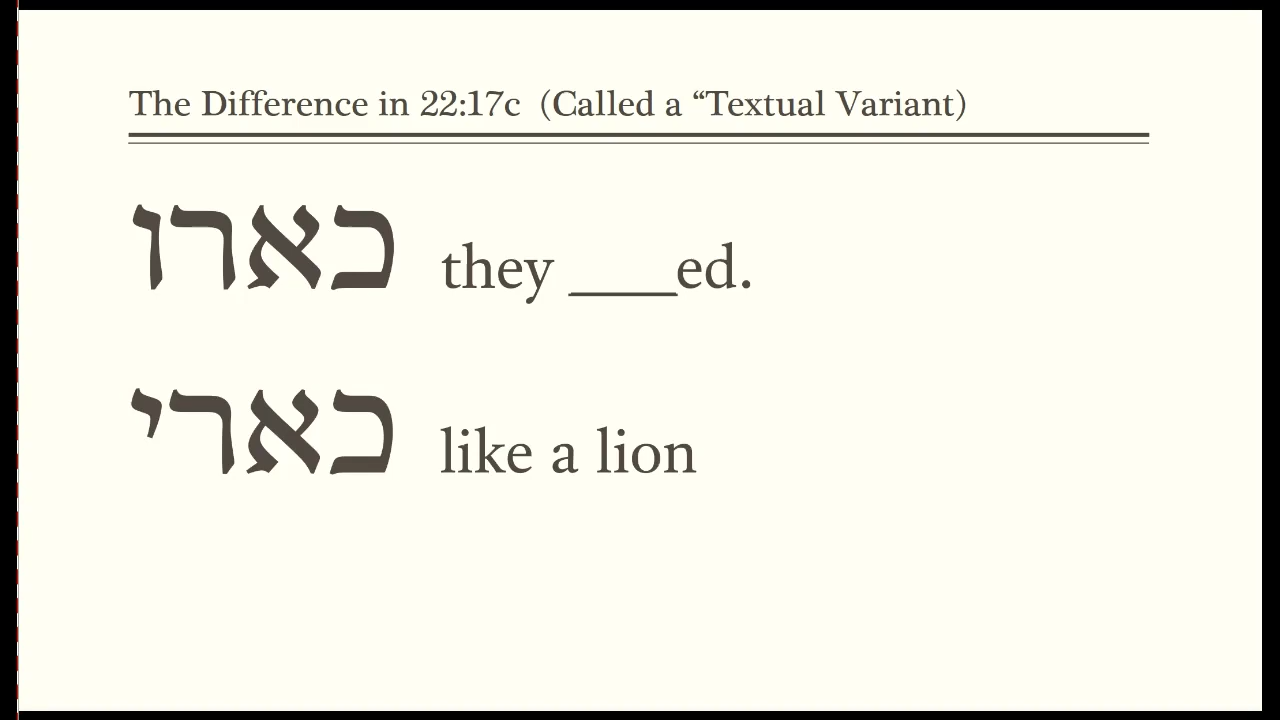 The Difference in 22:17c (Called a “Textual Variant)
כארו they ____ed.
כארי like a lion